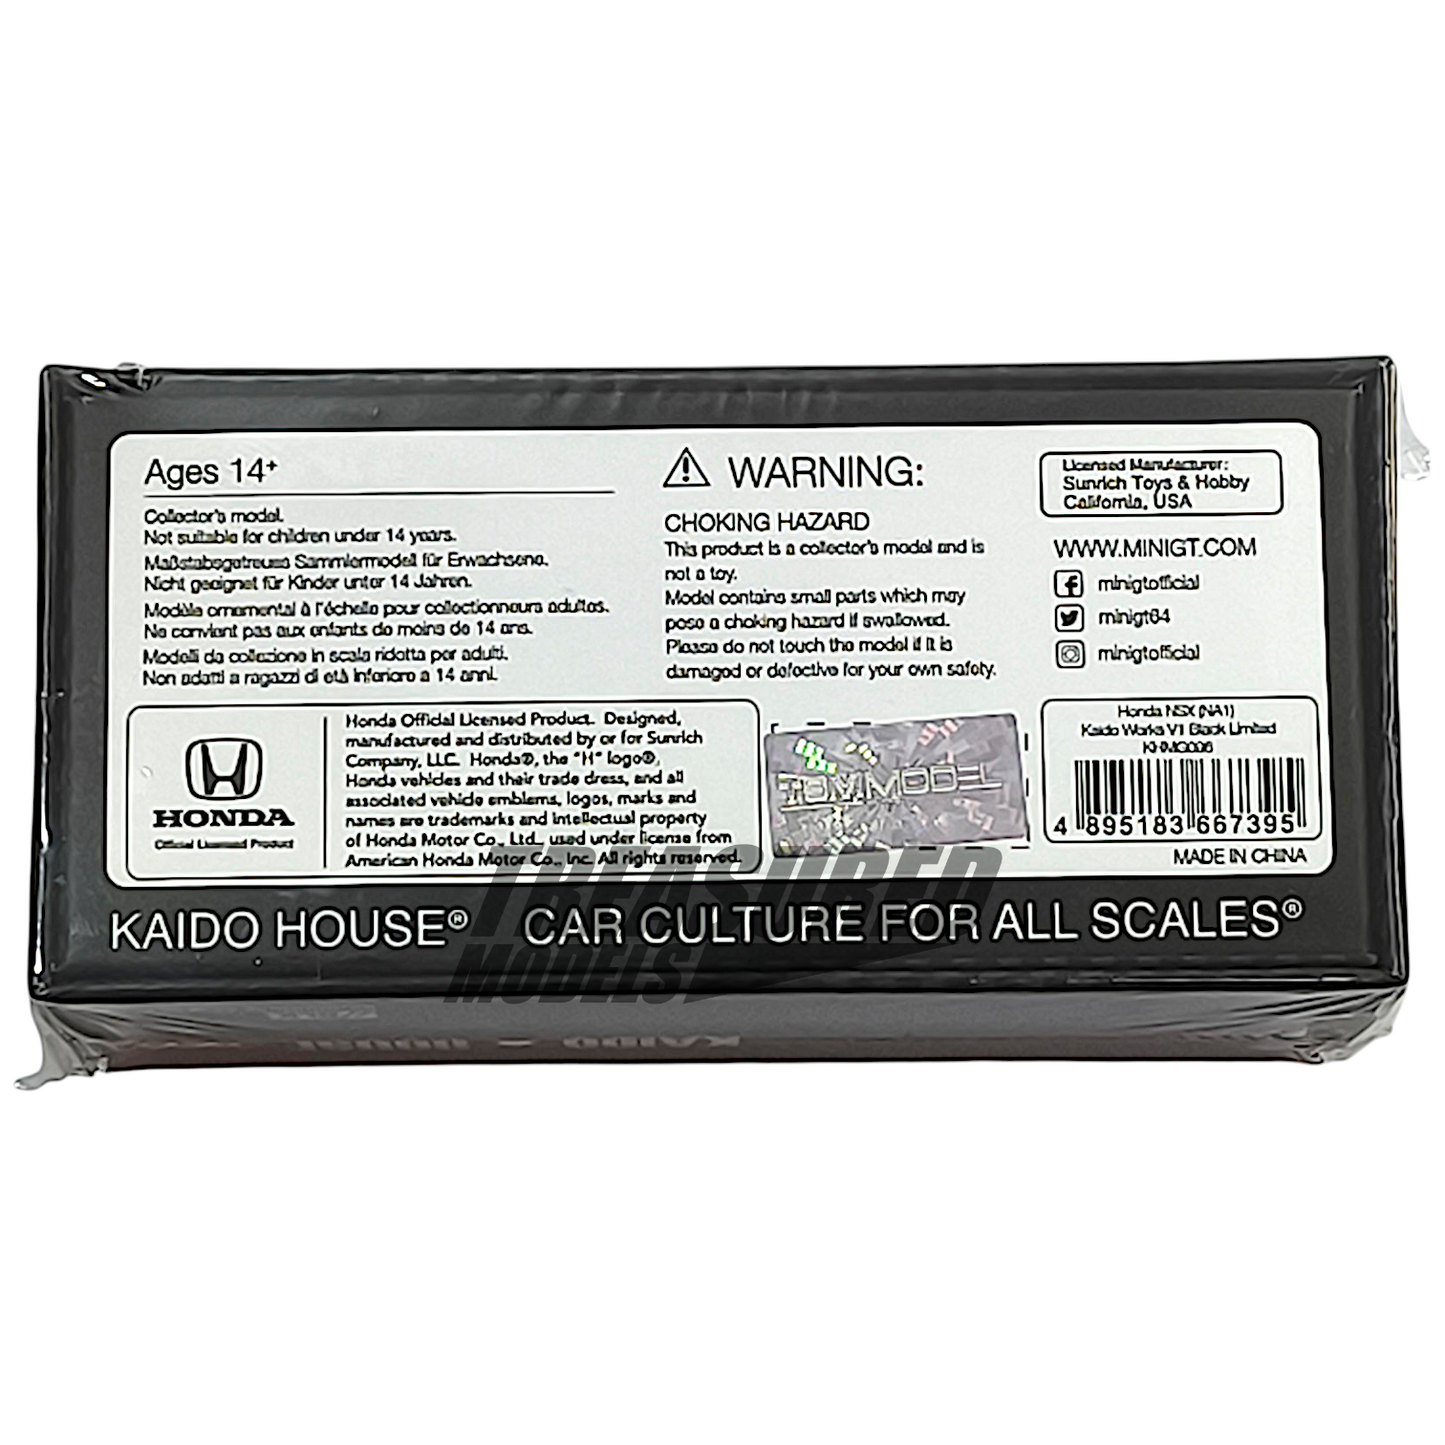 Ages 14+
Collector's model.
Not suitable for children under 14 years.
Maßstabsgetreues Sammlermodell für Erwachsene.
Nicht geeignet für Kinder unter 14 Jahren.
Modèle ornemental à l'échelle pour collectionneurs adultes.
Ne convient pas aux enfants de moins de 14 ans.
Modelli da collezione in scala ridotta per adulti.
Non adatti a ragazzi di età inferiore a 14 anni.
WARNING:
CHOKING HAZARD
This product is a collector's model and is
not a toy.
Model contains small parts which may
pose a choking hazard if swallowed.
Please do not touch the model if it is
damaged or defective for your own safety.
Licensed Manufacturer:
Sunrich Toys & Hobby
California, USA
WWW.MINIGT.COM
minigtofficial
minigt64
minigtofficial
HONDA
Official Licensed Product
Honda Official Licensed Product. Designed,
manufactured and distributed by or for Sunrich
Company, LLC. Honda®, the "H" logo®,
Honda vehicles and their trade dress, and all
associated vehicle emblems, logos, marks and
names are trademarks and intellectual property
of Honda Motor Co., Ltd., used under license from
American Honda Motor Co., Inc. All rights reserved.
TSM MODEL
Honda NSX (NA1)
Kaido Works V1 Black Limited
4 895183 667395
MADE IN CHINA
KAIDO HOUSE® CAR CULTURE FOR ALL SCALES®
TREASURED
MODELS
KAIDO